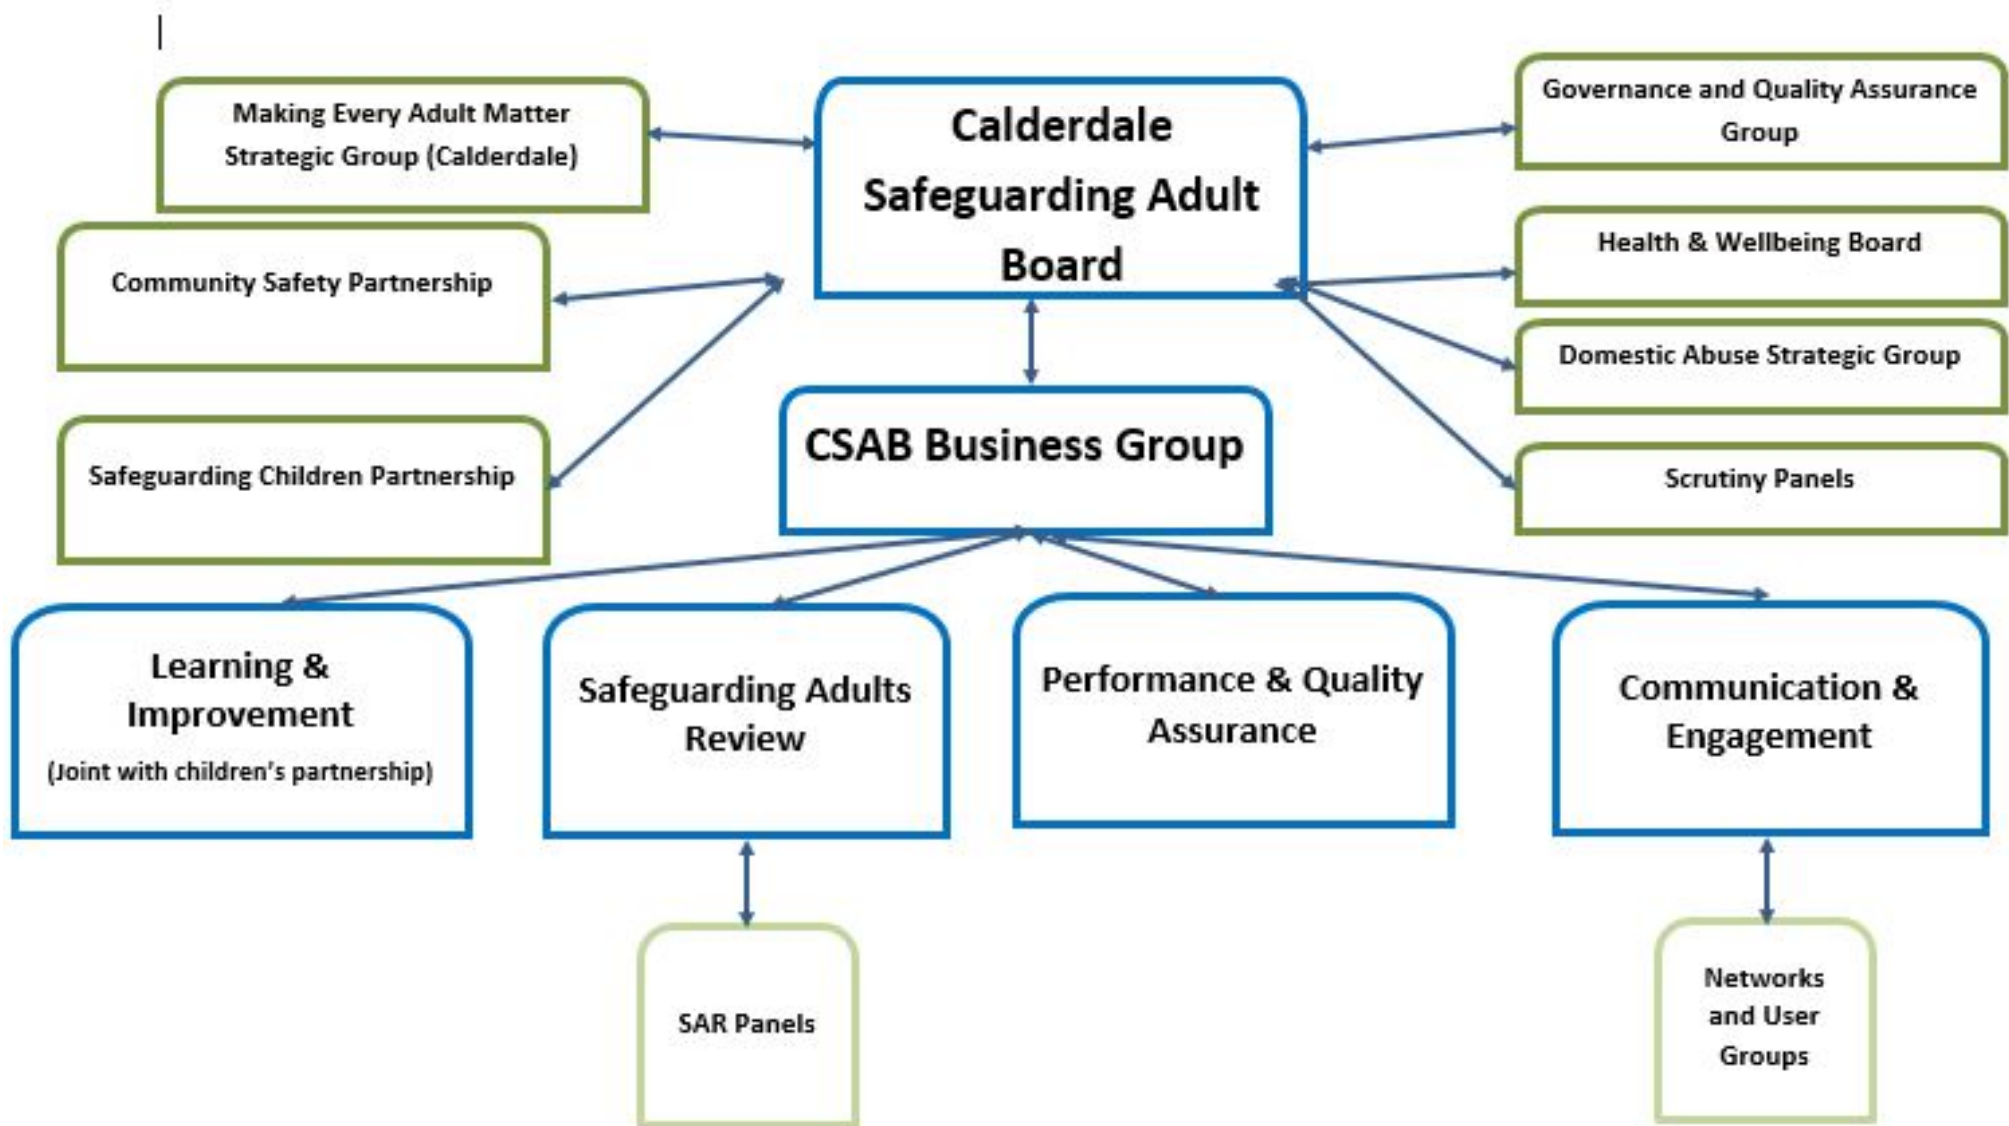 Making Every Adult Matter
Strategic Group (Calderdale)
Calderdale
Safeguarding Adult
Board
Governance and Quality Assurance
Group
Community Safety Partnership
Health & Wellbeing Board
Domestic Abuse Strategic Group
CSAB Business Group
Safeguarding Children Partnership
Scrutiny Panels
Learning &
Improvement
(Joint with children's partnership)
Safeguarding Adults
Review
Performance & Quality
Assurance
Communication &
Engagement
SAR Panels
Networks
and User
Groups